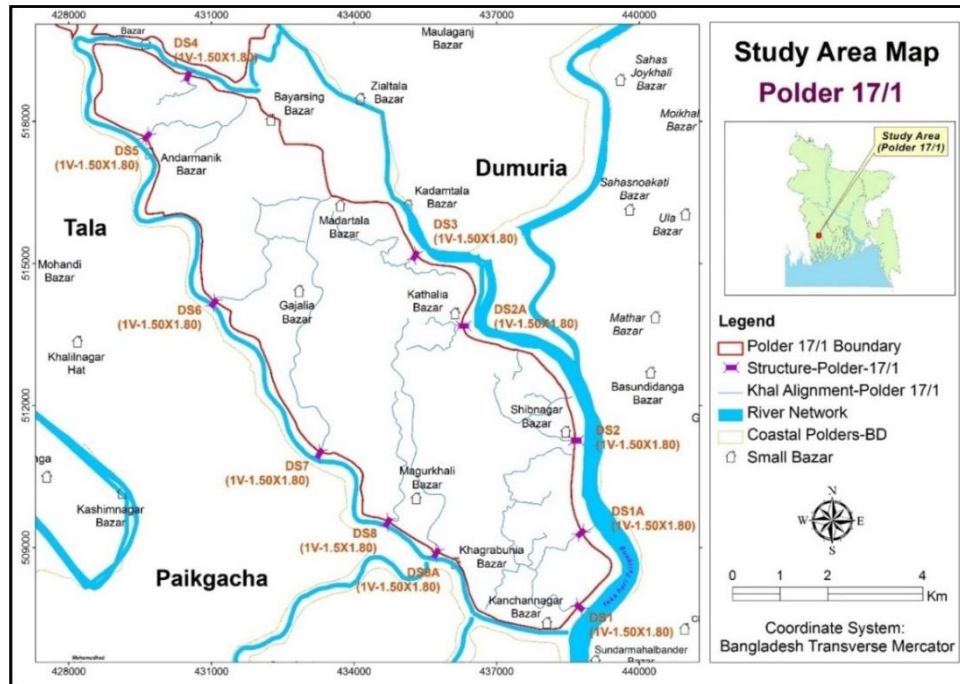 428000
431000
434000
437000
440000
518000
515000
512000
509000
Bazar
DS4
(1V-1.50X1.80)
Maulaganj
Bazar
Sahas
Joykhali
Bazar
Zialtala
Bazar
Bayarsing
Bazar
Moikhal
Bazar
DS5
(1V-1.50X1.80)
Andarmanik
Bazar
Dumuria
Sahasnoakati
Bazar
Kadamtala
Bazar
Ula
Bazar
Tala
Madartala
Bazar
DS3
(1V-1.50X1.80)
Mohandi
Bazar
Gajalia
Bazar
Kathalia
Bazar
DS2A
(1V-1.50X1.80)
DS6
(1V-1.50X1.80)
Mathar
Bazar
Khalilnagar
Hat
Basundidanga
Bazar
Shibnagar
Bazar
DS2
(1V-1.50X1.80)
DS7
(1V-1.50X1.80)
Magurkhali
Bazar
Kashimnagar
Bazar
DS8
(1V-1.5X1.80)
DS1A
(1V-1.50X1.80)
Khagrabunia
Bazar
DS8A
(1V-1.50X1.80)
Paikgacha
Kanchannagar
Bazar
DS1
(1V-1.50X1.80)
Sundarmahalbander
Bazar
428000
431000
434000
437000
440000
Study Area Map
Polder 17/1
Study Area
(Polder 17/1)
Legend
Polder 17/1 Boundary
Structure-Polder-17/1
Khal Alignment-Polder 17/1
River Network
Coastal Polders-BD
Small Bazar
N
W
E
S
0 1 2 4
Km
Coordinate System:
Bangladesh Transverse Mercator